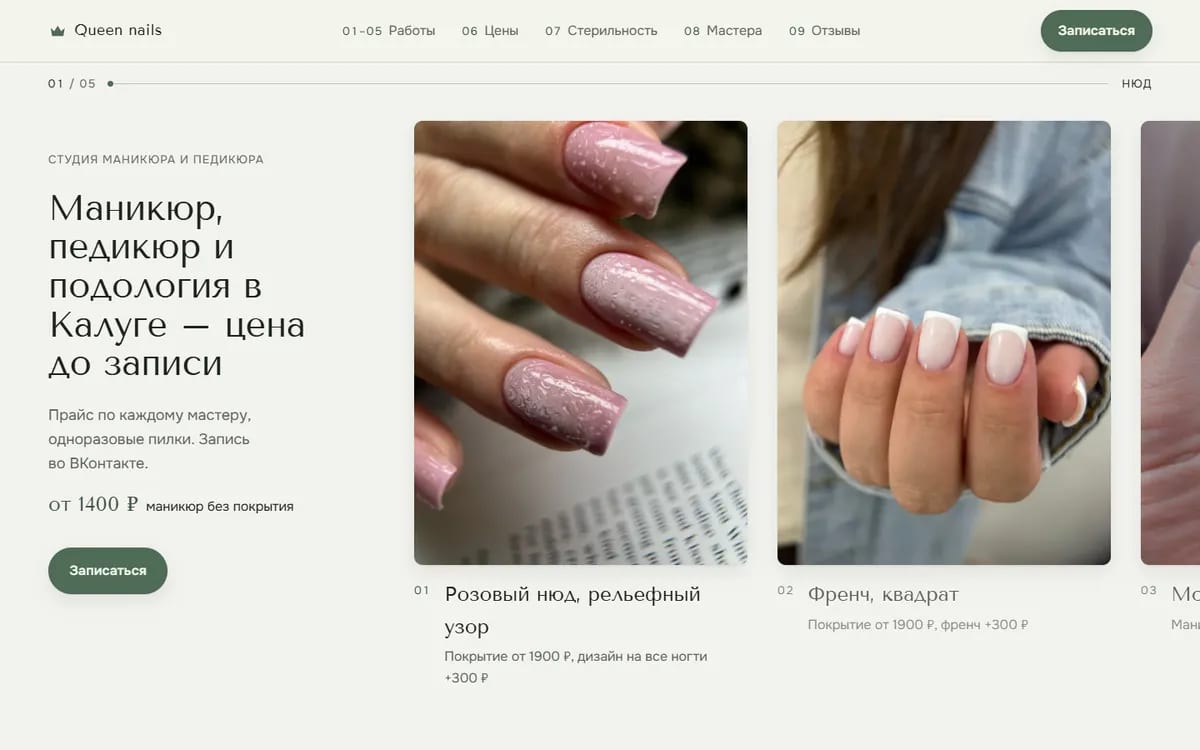 Queen nails
01–05 Работы
06 Цены
07 Стерильность
08 Мастера
09 Отзывы
Записаться
01 / 05
НЮД
СТУДИЯ МАНИКЮРА И ПЕДИКЮРА
Маникюр,
педикюр и
подология в
Калуге — цена
до записи
Прайс по каждому мастеру,
одноразовые пилки. Запись
во ВКонтакте.
от 1400 ₽ маникюр без покрытия
Записаться
01 Розовый нюд, рельефный
узор
Покрытие от 1900 ₽, дизайн на все ногти
+300 ₽
02 Френч, квадрат
Покрытие от 1900 ₽, френч +300 ₽
03